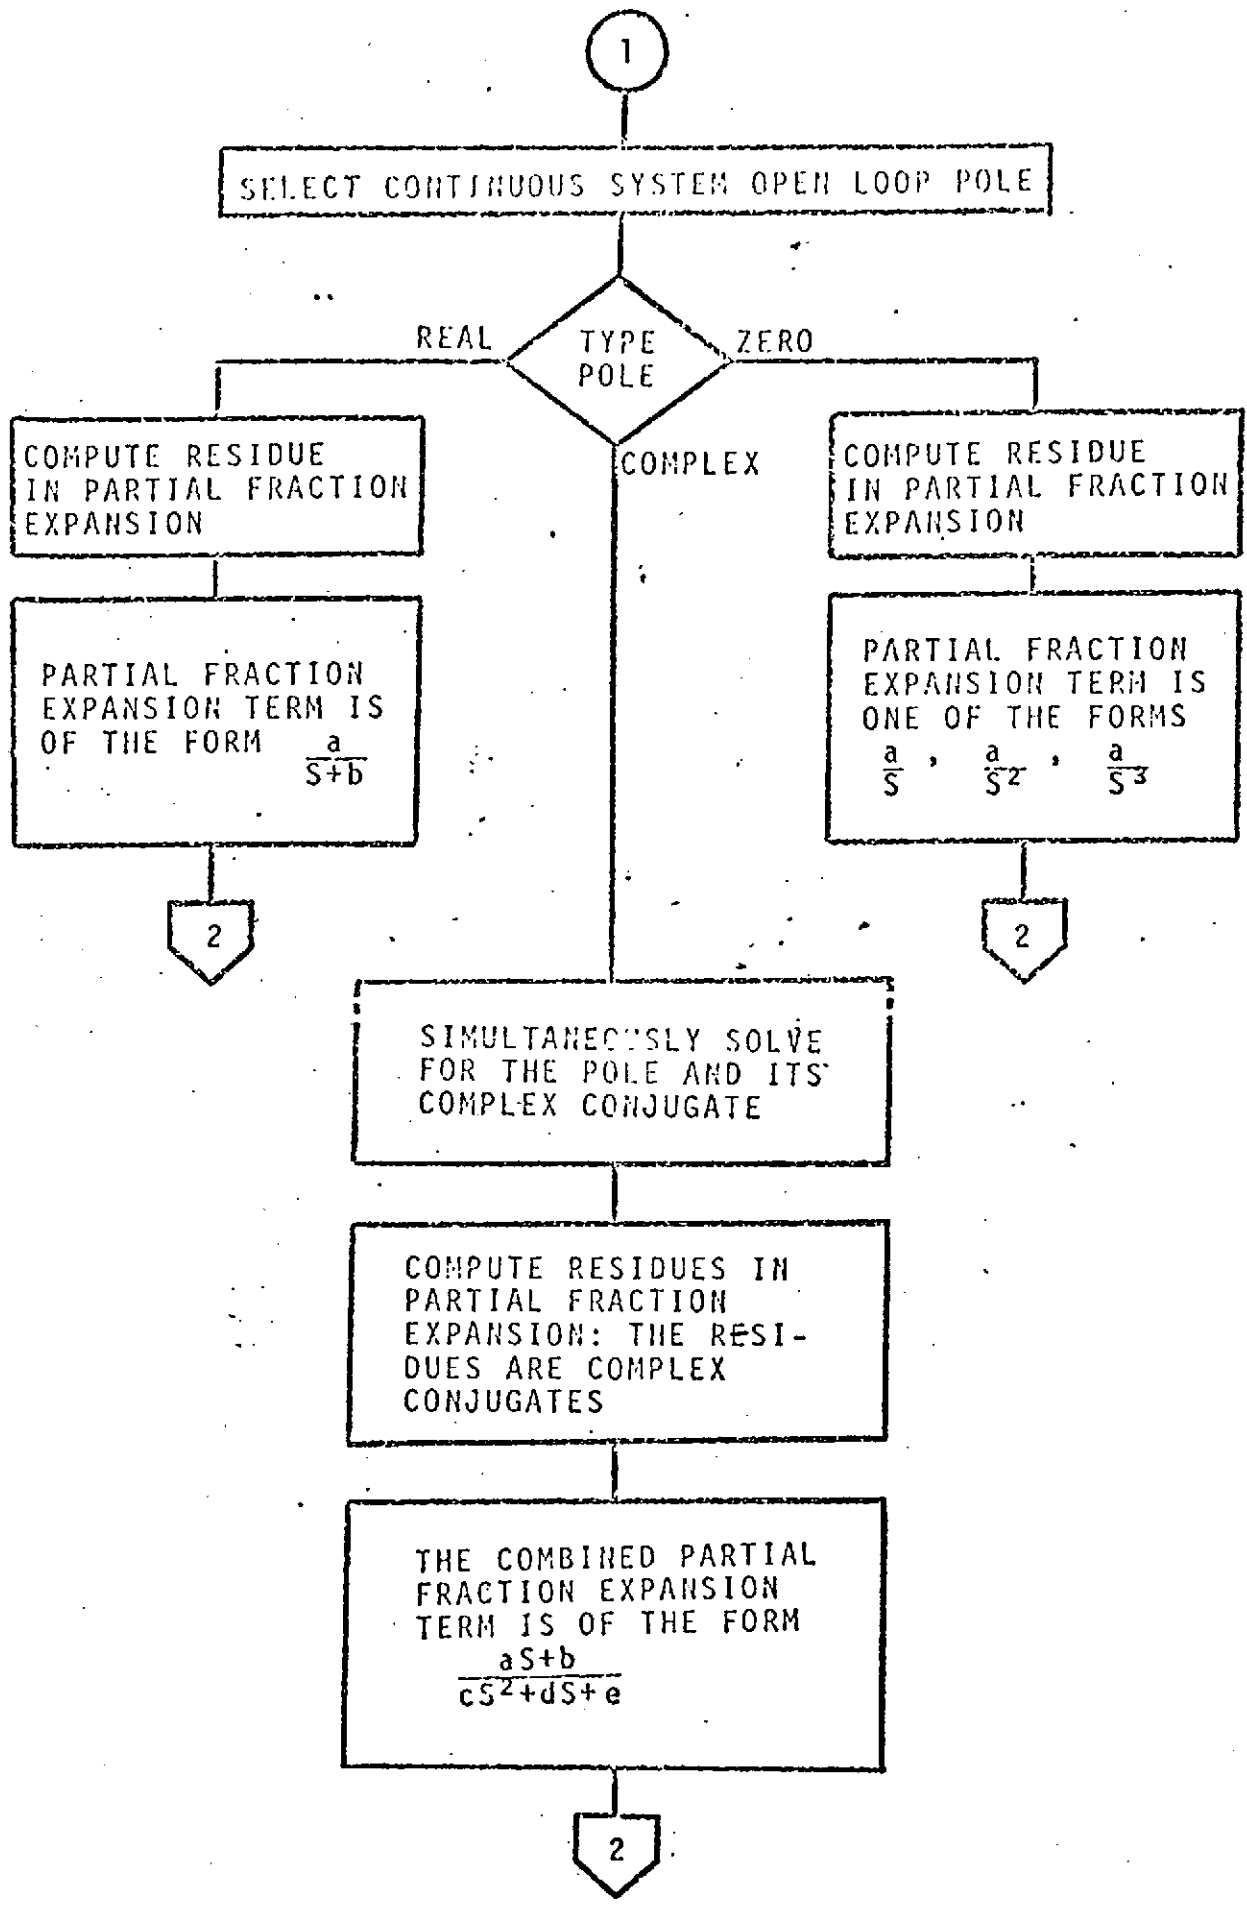 1
SELECT CONTINUOUS SYSTEM OPEN LOOP POLE
REAL
TYPE
POLE
ZERO
COMPLEX
COMPUTE RESIDUE
IN PARTIAL FRACTION
EXPANSION
PARTIAL FRACTION
EXPANSION TERM IS
OF THE FORM a
S+b
2
COMPUTE RESIDUE
IN PARTIAL FRACTION
EXPANSION
PARTIAL FRACTION
EXPANSION TERM IS
ONE OF THE FORMS
a , a , a
S S² S³
2
SIMULTANEOUSLY SOLVE
FOR THE POLE AND ITS
COMPLEX CONJUGATE
COMPUTE RESIDUES IN
PARTIAL FRACTION
EXPANSION: THE RESI-
DUES ARE COMPLEX
CONJUGATES
THE COMBINED PARTIAL
FRACTION EXPANSION
TERM IS OF THE FORM
aS+b
cS²+dS+e
2